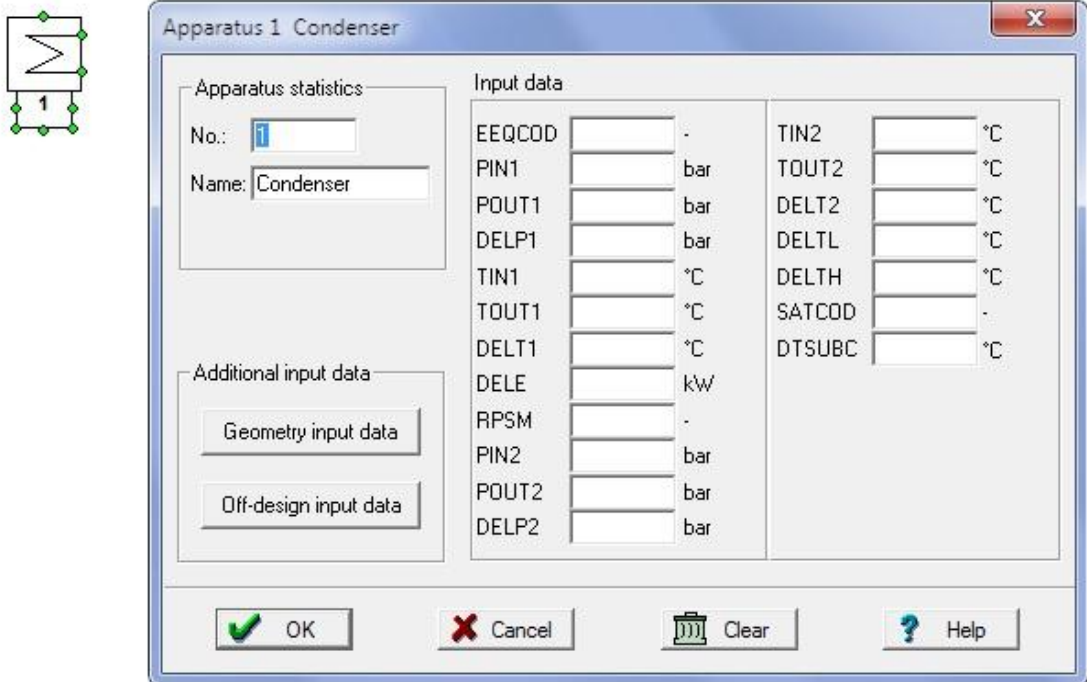 1
Apparatus 1 Condenser
x
Apparatus statistics
No.: 1
Name: Condenser
Additional input data
Geometry input data
Off-design input data
Input data
EEQCOD -
PIN1 bar
POUT1 bar
DELP1 bar
TIN1 °C
TOUT1 °C
DELT1 °C
DELE kW
RPSM -
PIN2 bar
POUT2 bar
DELP2 bar
TIN2 °C
TOUT2 °C
DELT2 °C
DELTL °C
DELTH °C
SATCOD -
DTSUBC °C
OK
Cancel
Clear
? Help